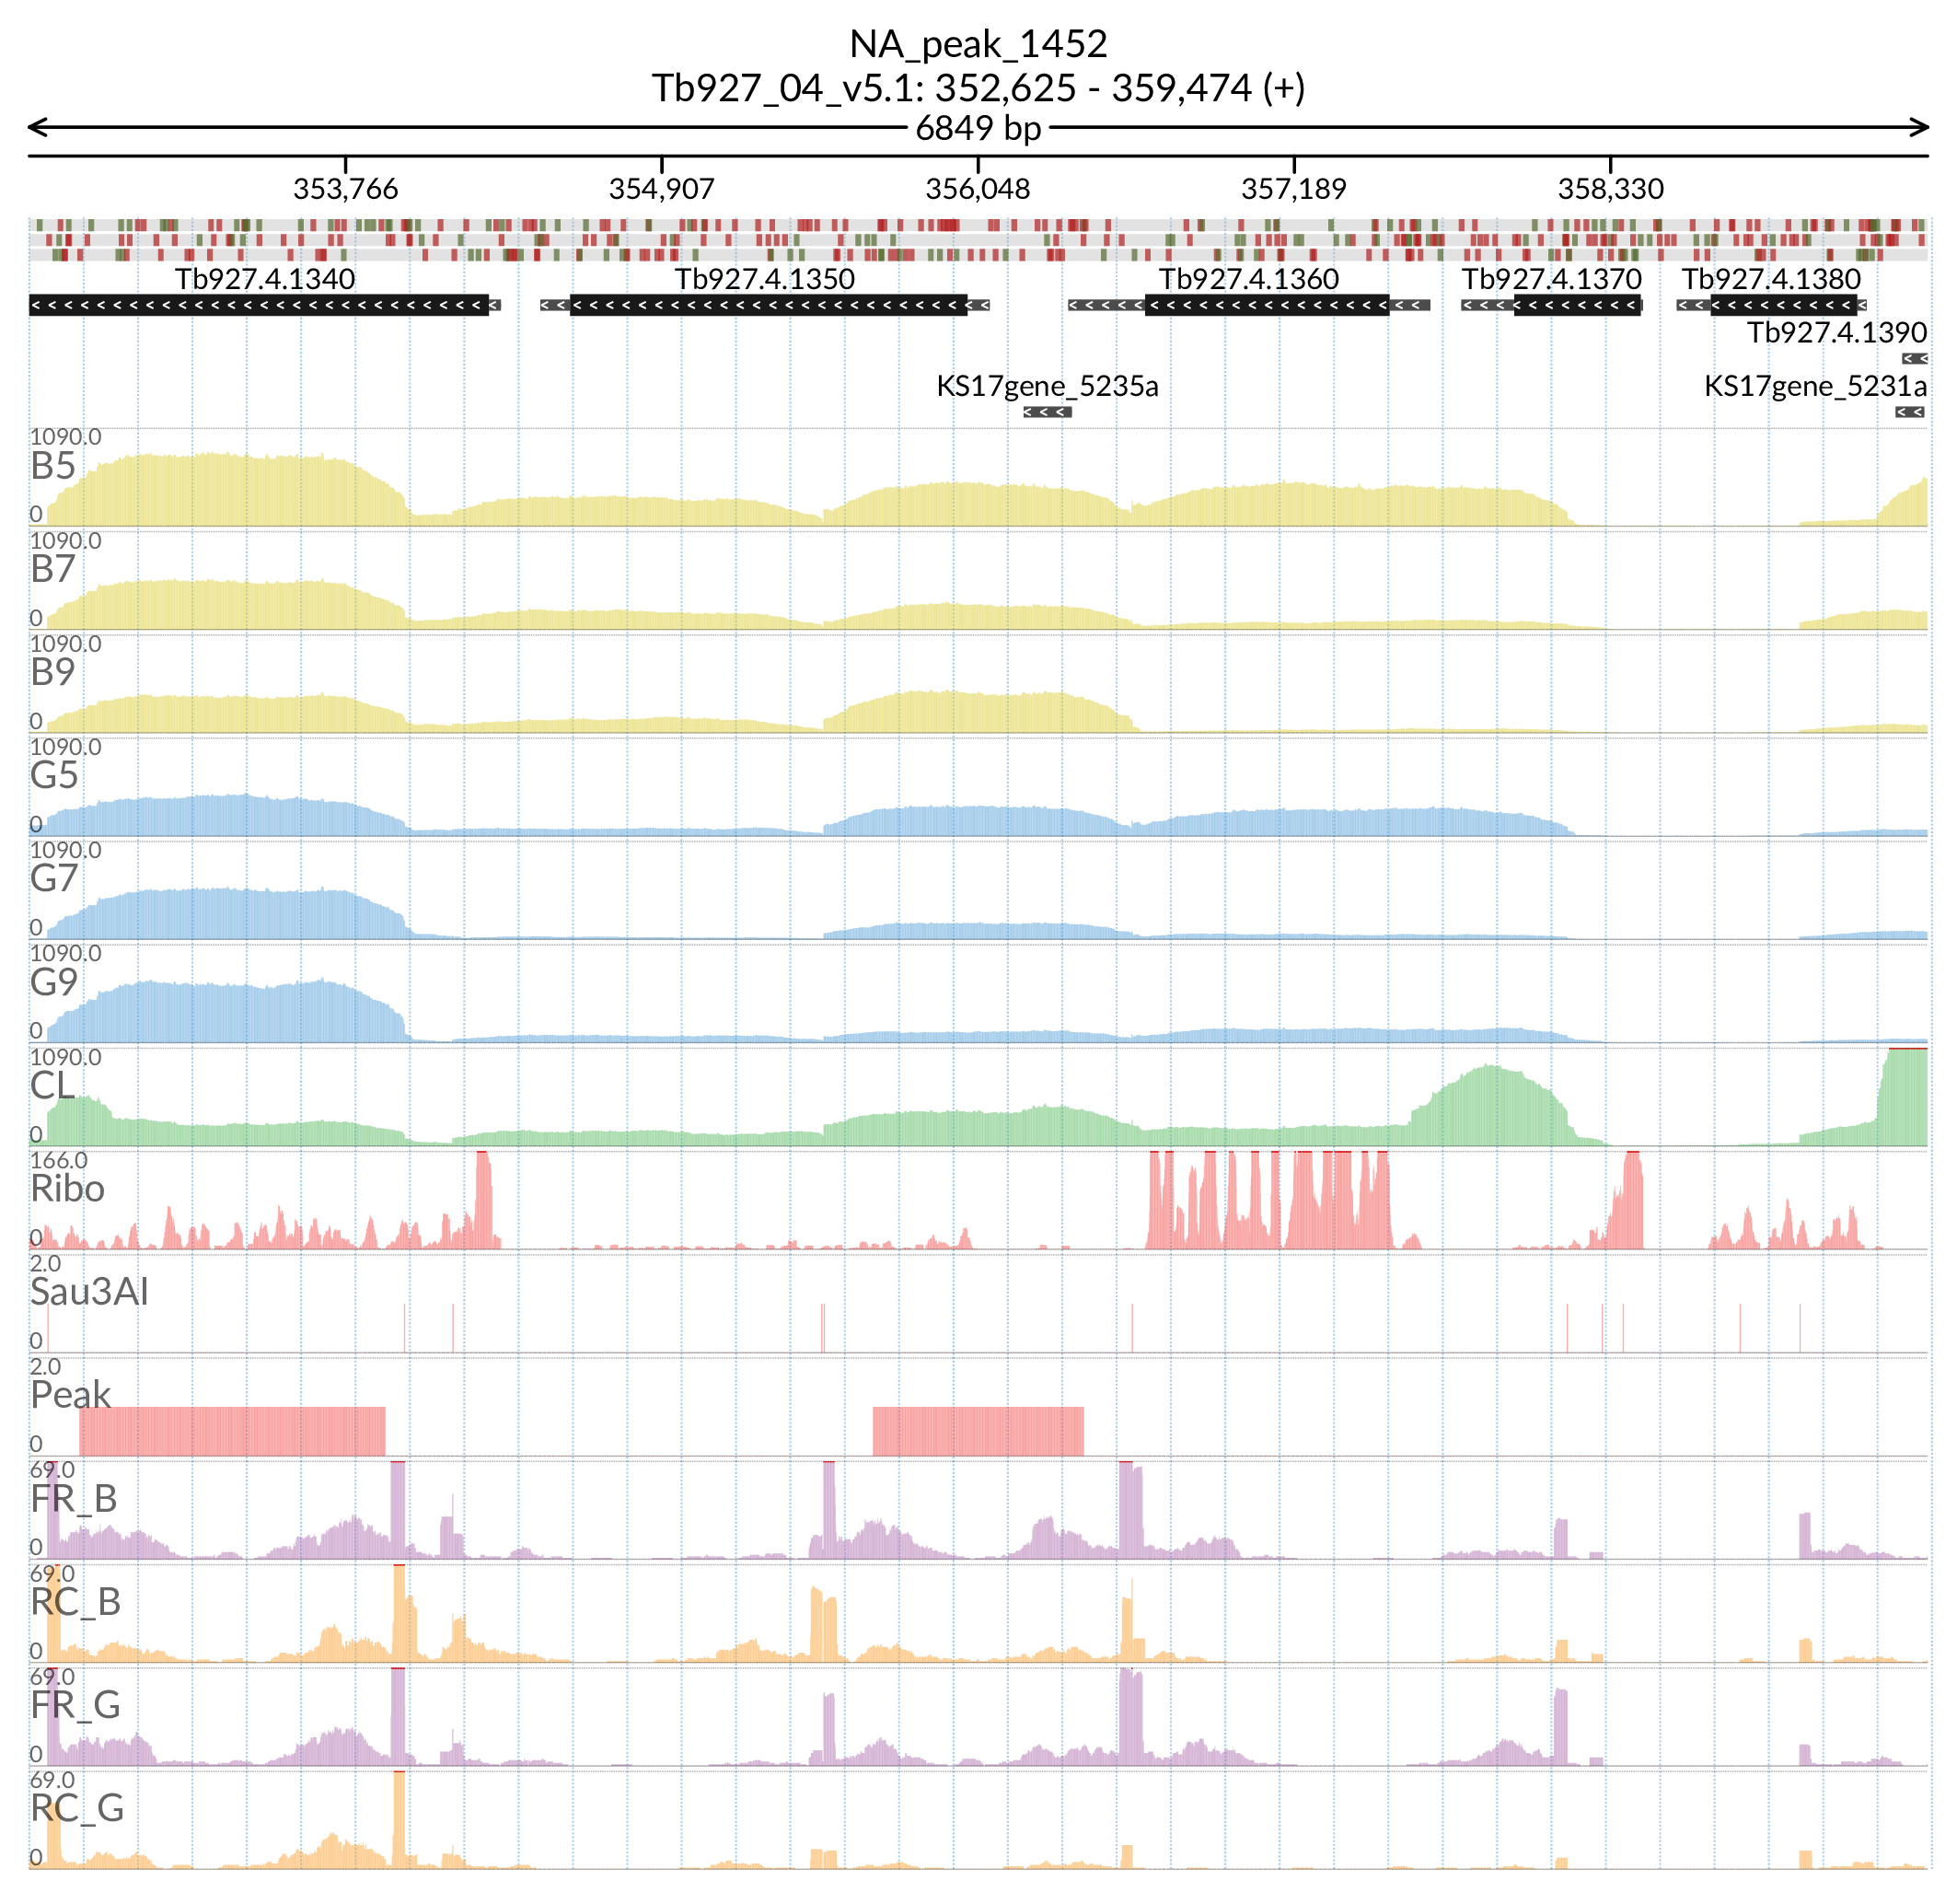 NA_peak_1452
Tb927_04_v5.1: 352,625 - 359,474 (+)
6849 bp
353,766 354,907 356,048 357,189 358,330
Tb927.4.1340 Tb927.4.1350 Tb927.4.1360 Tb927.4.1370 Tb927.4.1380
Tb927.4.1390
KS17gene_5235a KS17gene_5231a
1090.0
B5
0
1090.0
B7
0
1090.0
B9
0
1090.0
G5
0
1090.0
G7
0
1090.0
G9
0
1090.0
CL
0
166.0
Ribo
0
2.0
Sau3AI
0
2.0
Peak
0
69.0
FR_B
0
69.0
RC_B
0
69.0
FR_G
0
69.0
RC_G
0